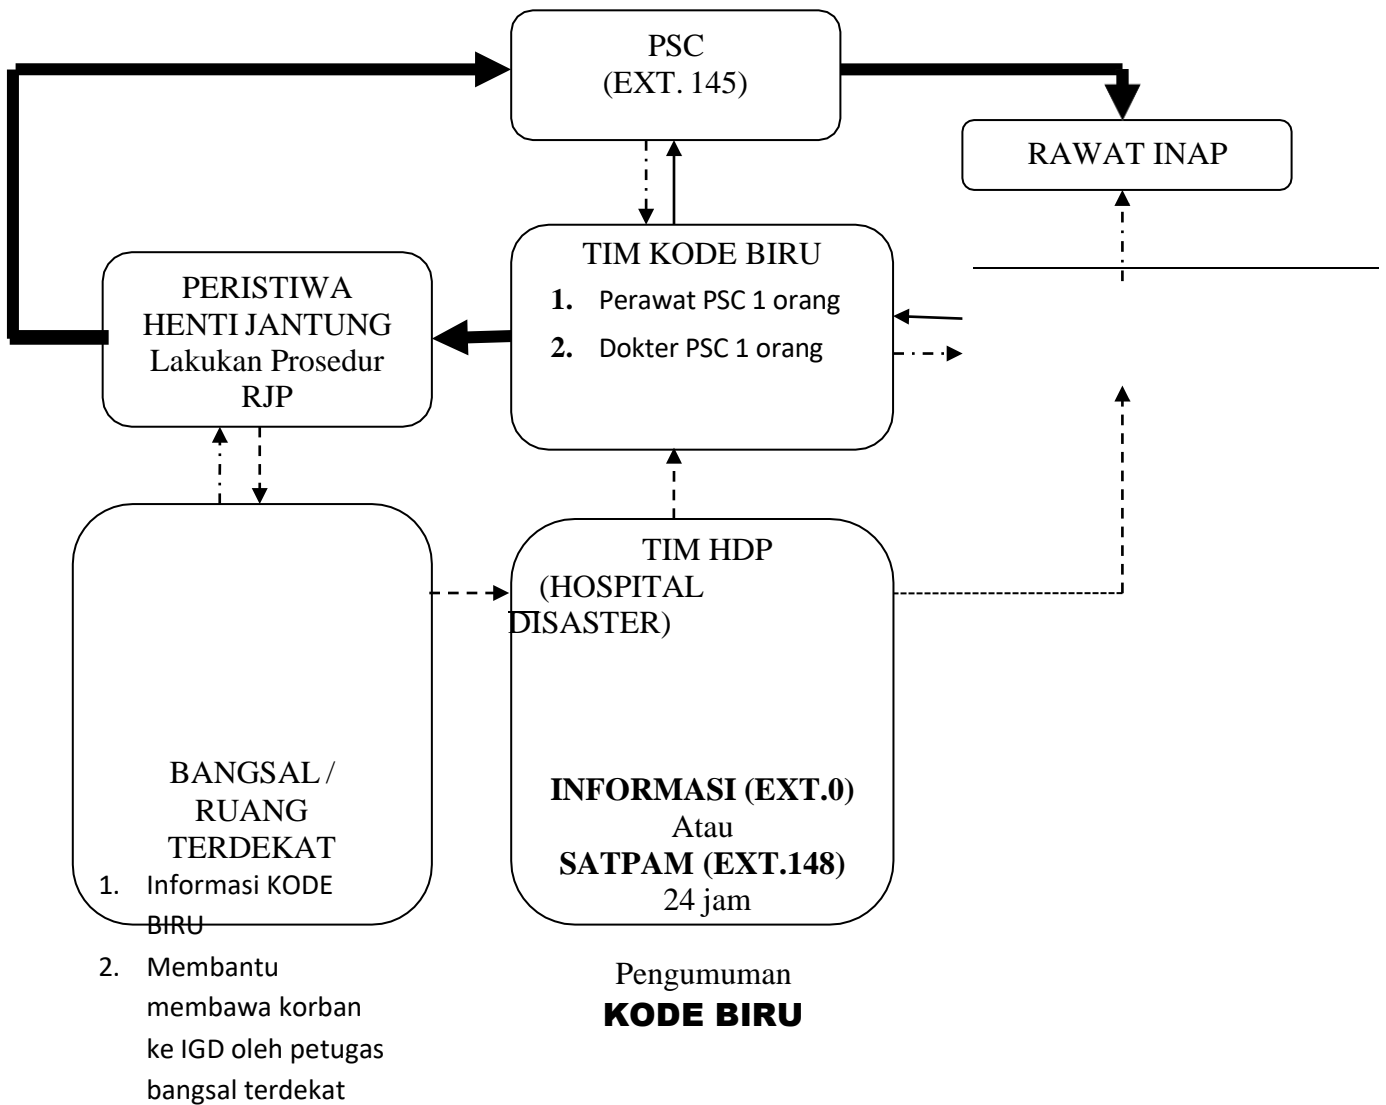 PSC
(EXT. 145)
RAWAT INAP
TIM KODE BIRU
1. Perawat PSC 1 orang
2. Dokter PSC 1 orang
PERISTIWA
HENTI JANTUNG
Lakukan Prosedur
RJP
TIM HDP
(HOSPITAL
DISASTER)
INFORMASI (EXT.0)
Atau
SATPAM (EXT.148)
24 jam
BANGSAL /
RUANG
TERDEKAT
1. Informasi KODE
BIRU
2. Membantu
membawa korban
ke IGD oleh petugas
bangsal terdekat
Pengumuman
KODE BIRU